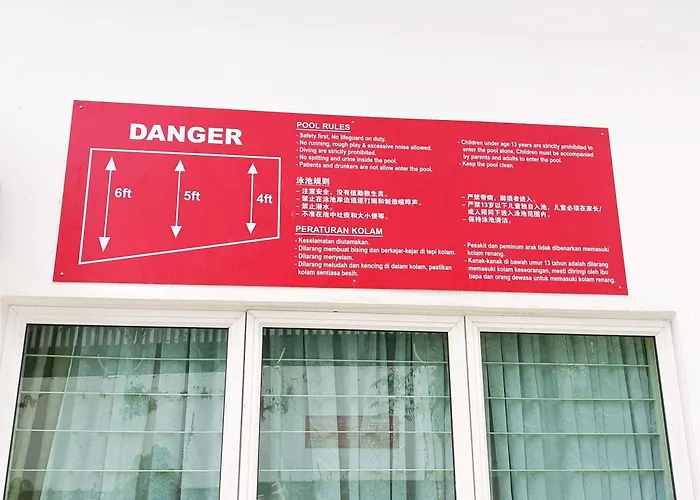 DANGER
6ft
5ft
4ft
POOL RULES
- Safety first, No lifeguard on duty.
- No running, rough play & excessive noise allowed.
- Diving are strictly prohibited.
- No spitting and urine inside the pool.
- Patients and drunkers are not allow enter the pool.
- Children under age 13 years are strictly prohibited to
enter the pool alone. Children must be accompanied
by parents and adults to enter the pool.
- Keep the pool clean.
泳池规则
- 注意安全，没有值勤救生员.
- 禁止在泳池岸边追逐打闹和制造喧哗声。
- 禁止潜水。
- 不准在池中吐痰和大小便等。
- 严禁带病，醉酒者进入。
- 严禁13岁以下儿童独自入池，儿童必须在家长/
成人陪同下进入泳池范围内。
- 保持泳池清洁。
PERATURAN KOLAM
- Keselamatan diutamakan.
- Dilarang membuat bising dan berkejar-kejar di tepi kolam.
- Dilarang menyelam.
- Dilarang meludah dan kencing di dalam kolam, pastikan
kolam sentiasa besih.
- Pesakit dan peminum arak tidak dibenarkan memasuki
kolam renang.
- Kanak-kanak di bawah umur 13 tahun adalah dilarang
memasuki kolam keseorangan, mesti diiringi oleh ibu
bapa dan orang dewasa untuk memasuki kolam renang.